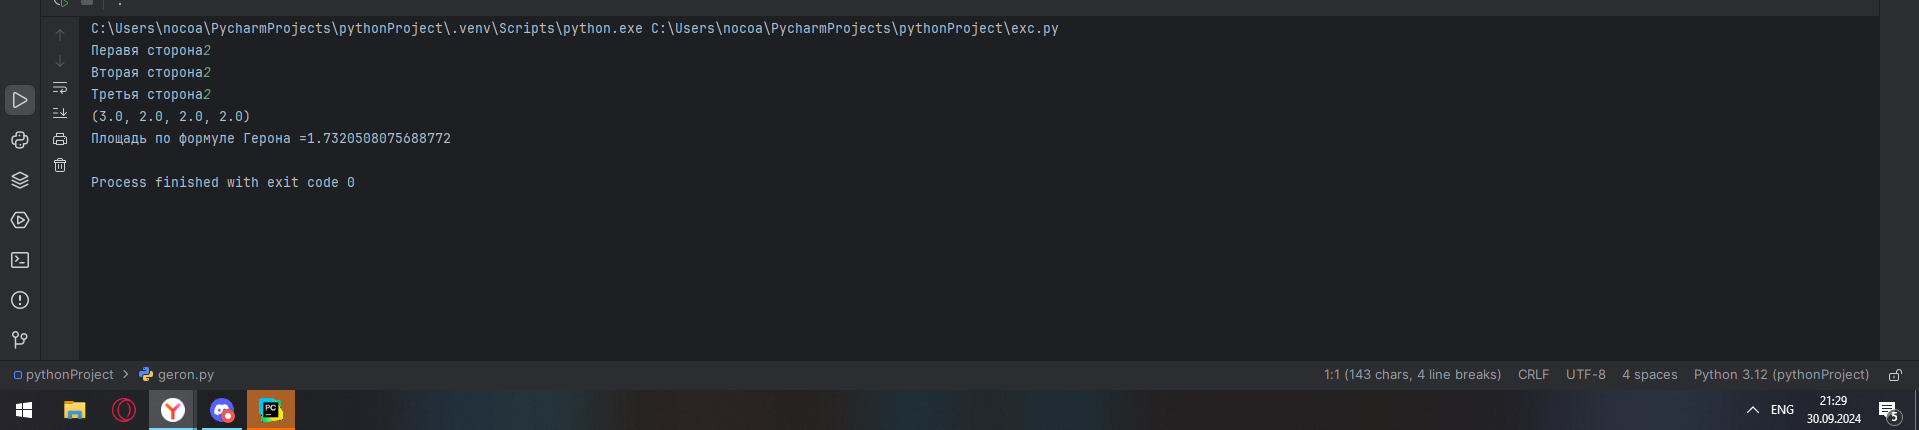 C:\Users\nocoa\PycharmProjects\pythonProject\.venv\Scripts\python.exe C:\Users\nocoa\PycharmProjects\pythonProject\exc.py
Перавя сторона2
Вторая сторона2
Третья сторона2
(3.0, 2.0, 2.0, 2.0)
Площадь по формуле Герона =1.7320508075688772
Process finished with exit code 0
pythonProject > geron.py
1:1 (143 chars, 4 line breaks) CRLF UTF-8 4 spaces Python 3.12 (pythonProject)
PC
ENG
21:29
30.09.2024
5